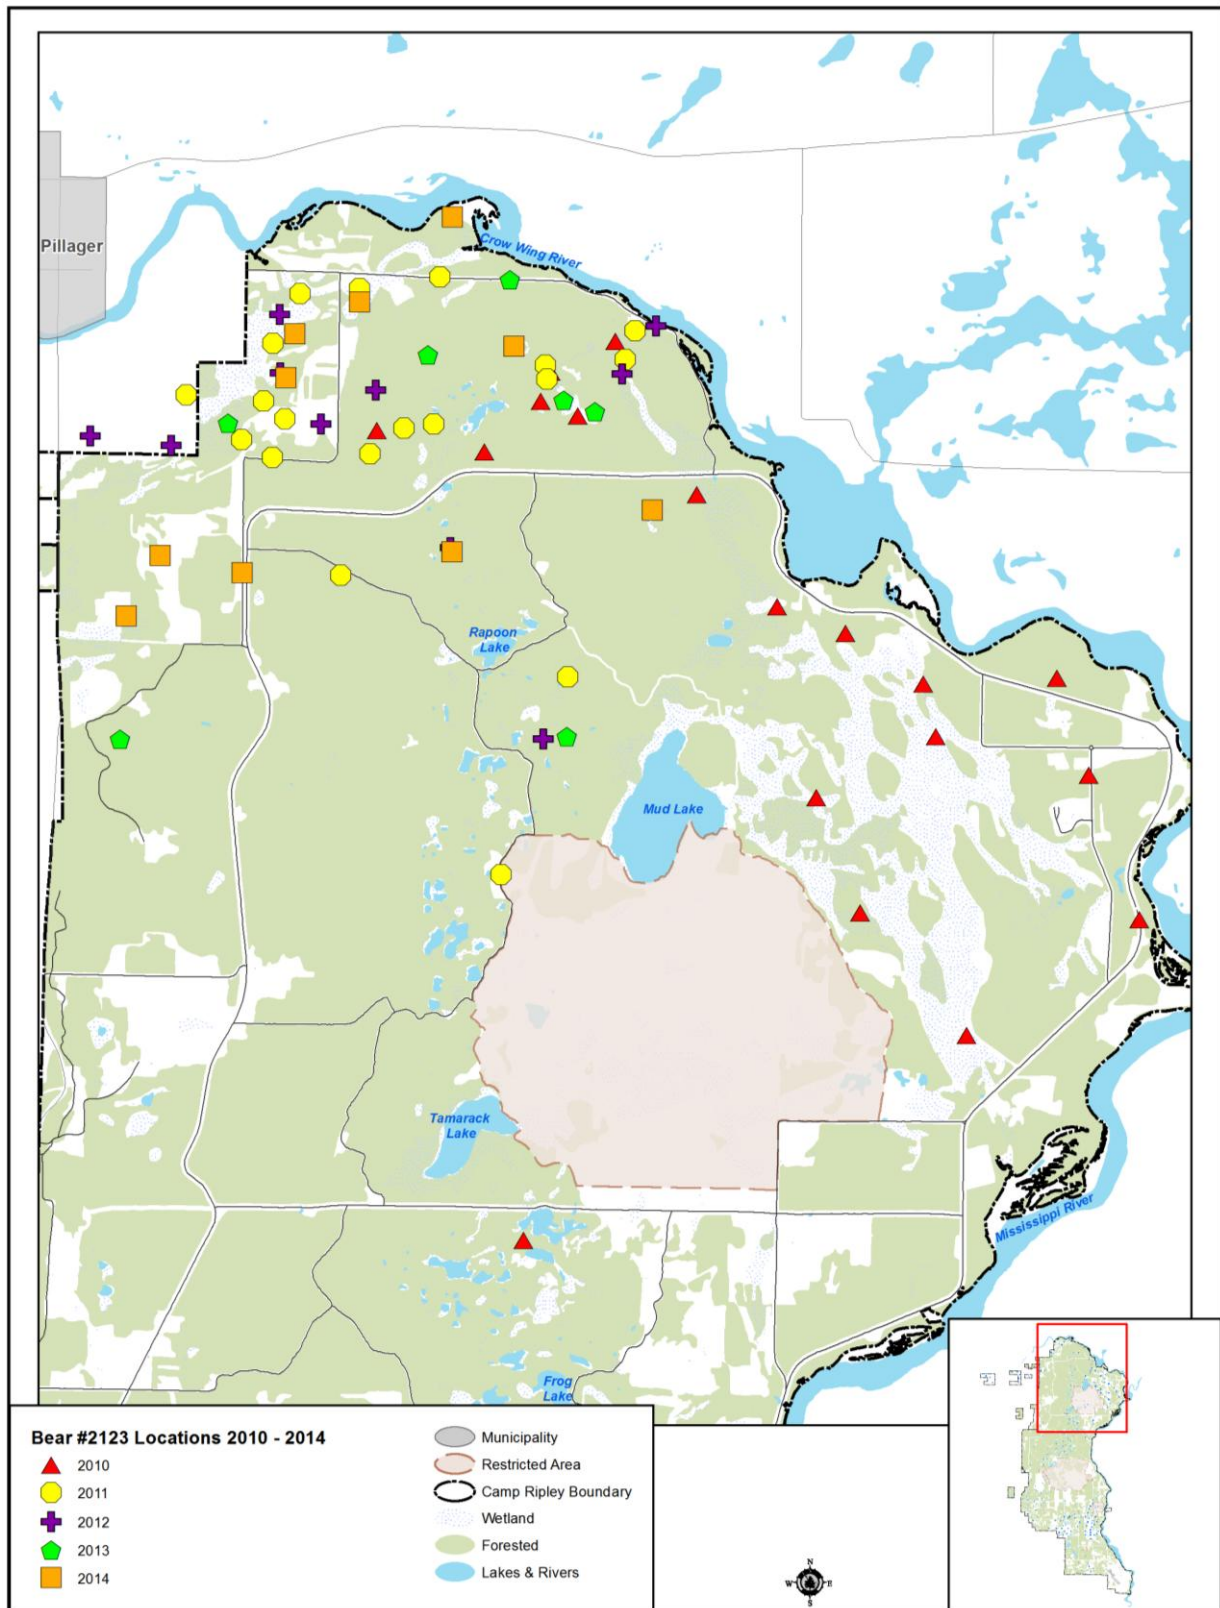 Pillager
Crow Wing River
Rapoon
Lake
Mud Lake
Tamarack
Lake
Mississippi River
Frog
Lake
Bear #2123 Locations 2010 - 2014
2010
2011
2012
2013
2014
Municipality
Restricted Area
Camp Ripley Boundary
Wetland
Forested
Lakes & Rivers
N
W E
S